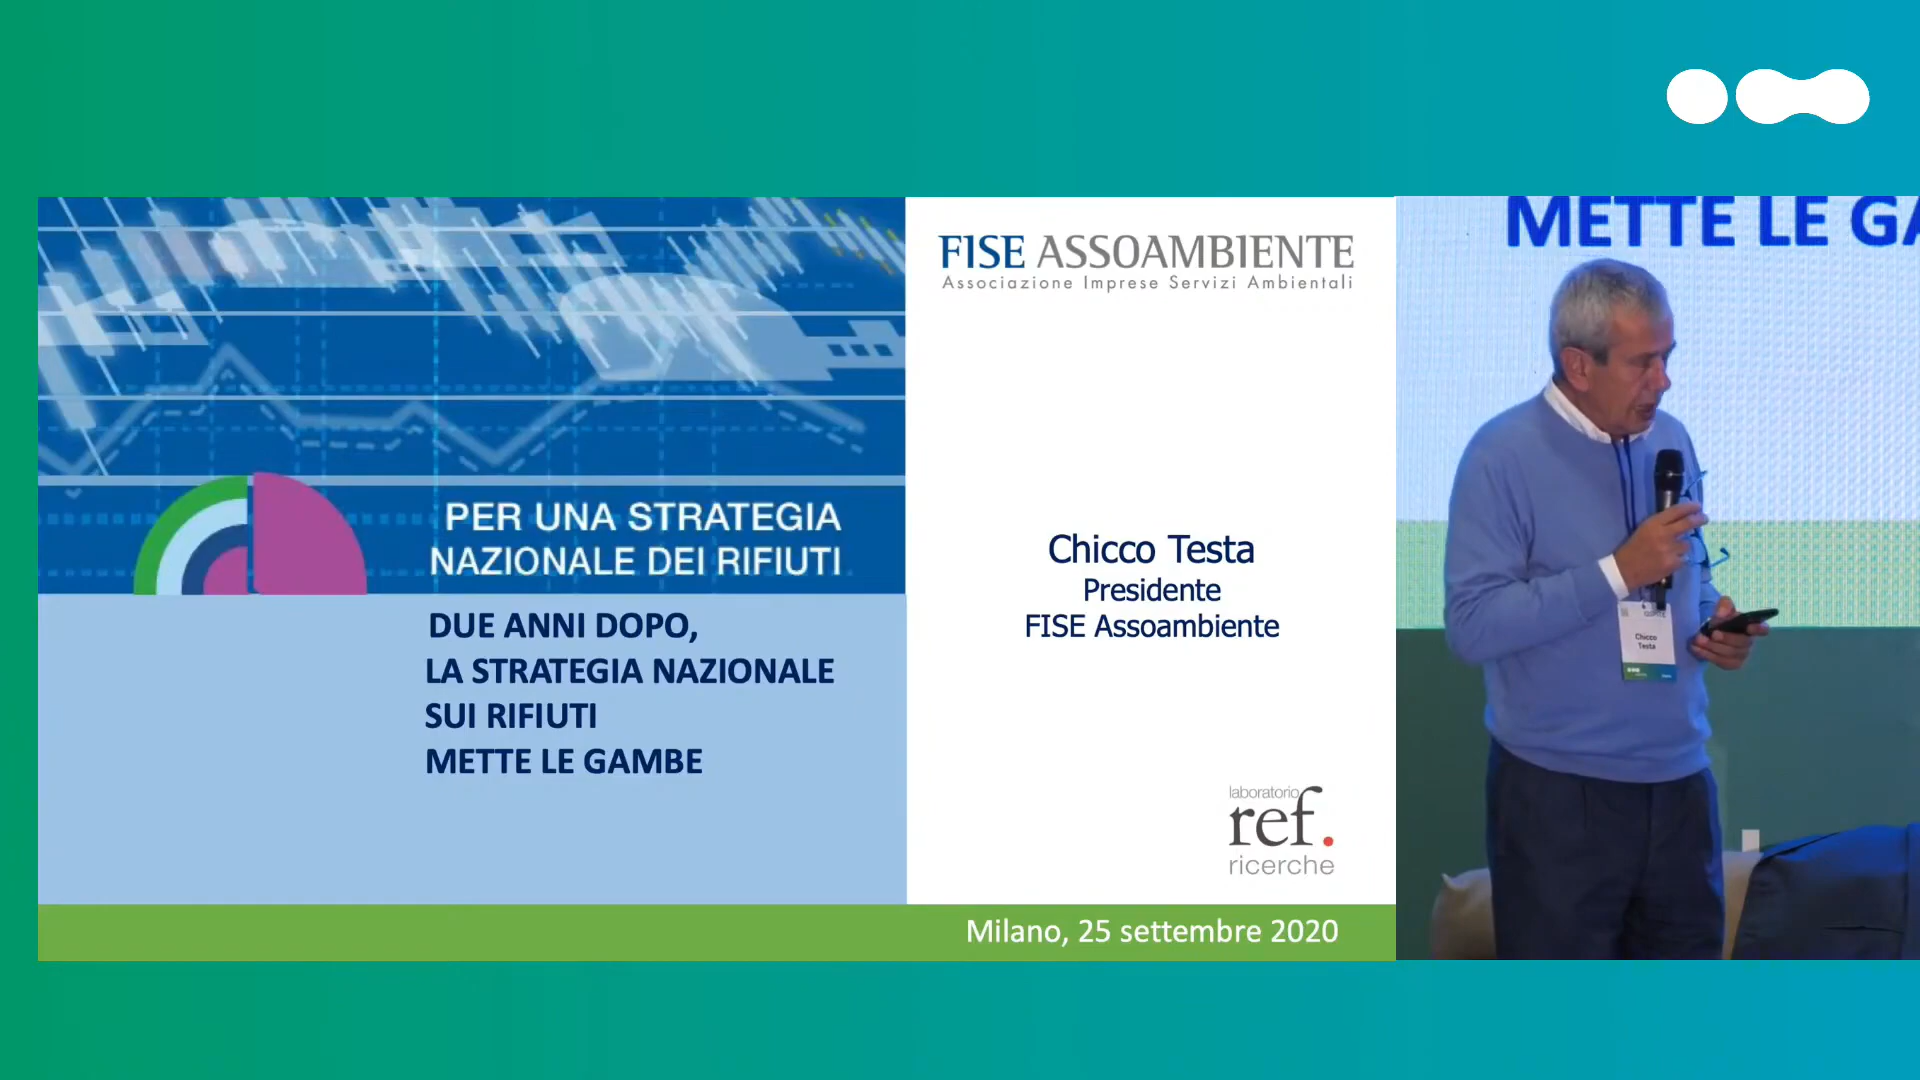 PER UNA STRATEGIA
NAZIONALE DEI RIFIUTI
DUE ANNI DOPO,
LA STRATEGIA NAZIONALE
SUI RIFIUTI
METTE LE GAMBE
FISE ASSOAMBIENTE
Associazione Imprese Servizi Ambientali
Chicco Testa
Presidente
FISE Assoambiente
laboratorio
ref.
ricerche
Milano, 25 settembre 2020
METTE LE GA
Chicco
Testa